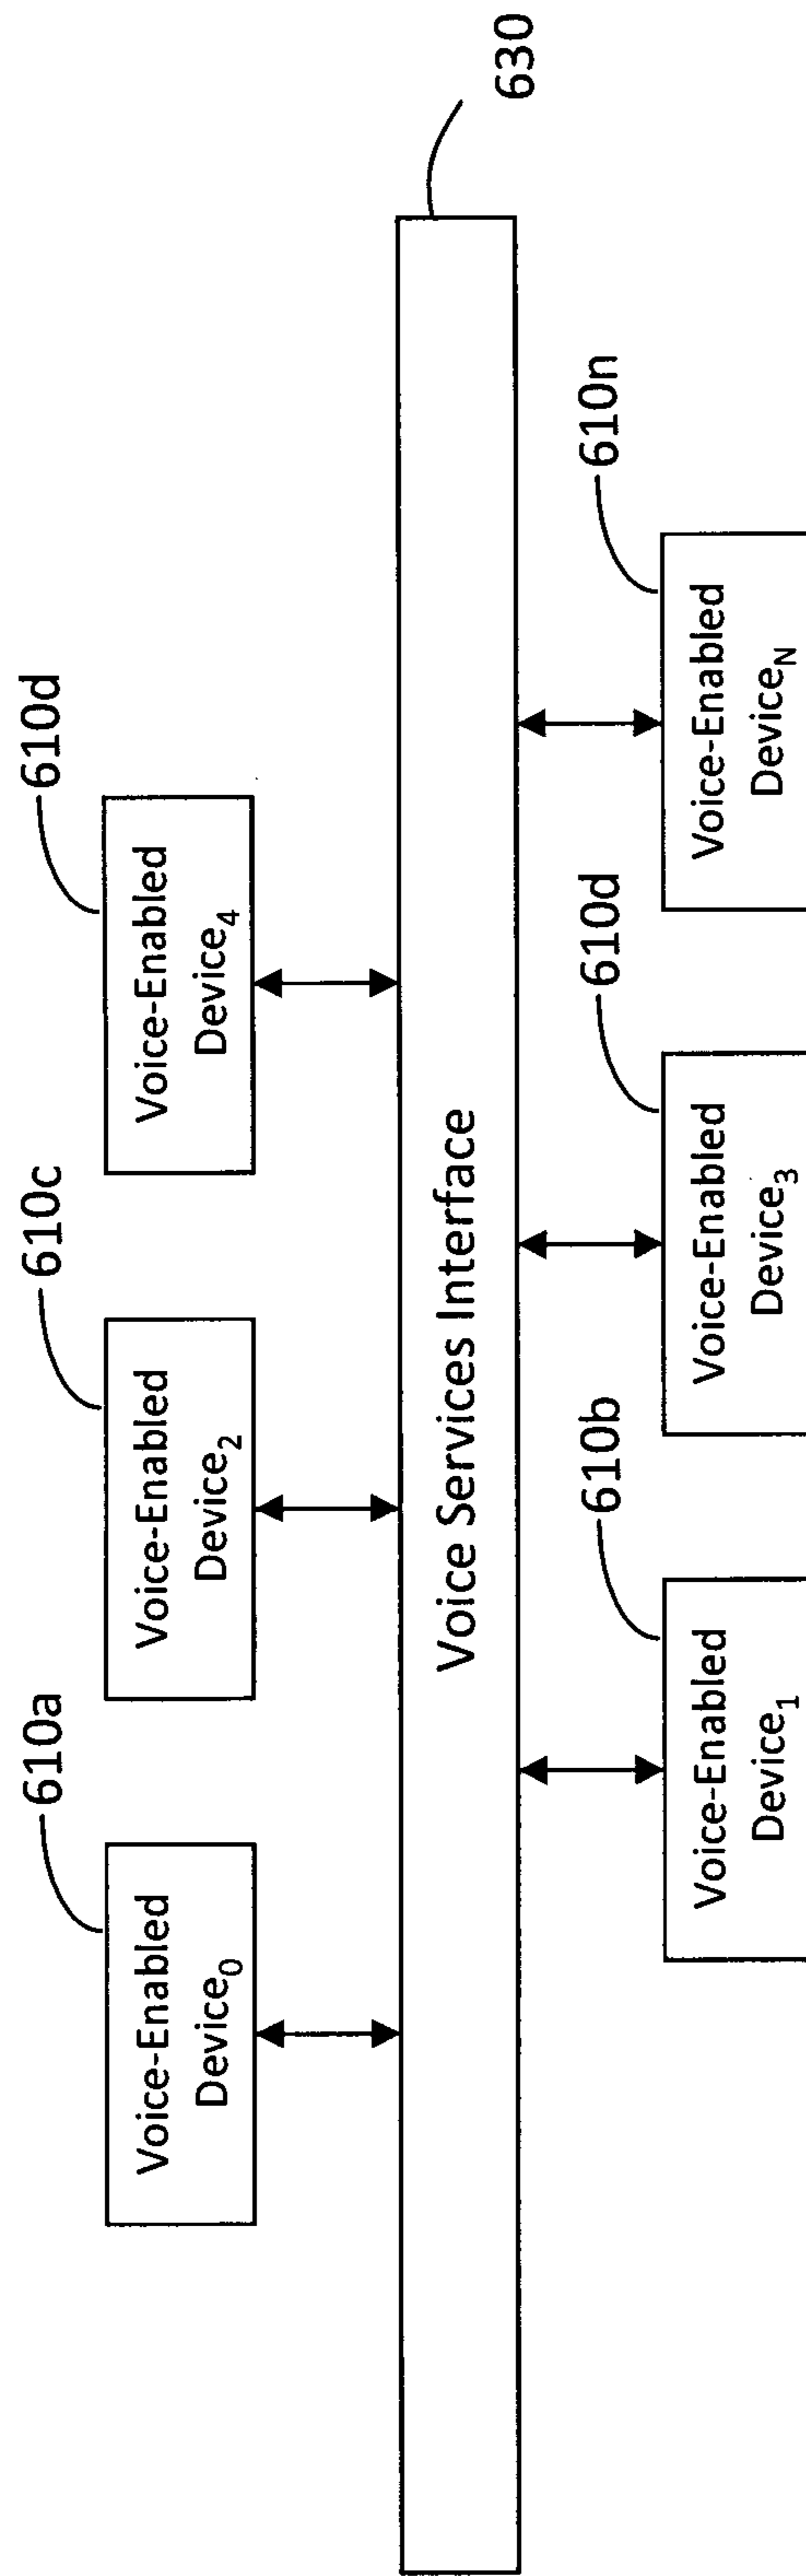 610a
Voice-Enabled
Device₀
610c
Voice-Enabled
Device₂
610d
Voice-Enabled
Device₄
630
Voice Services Interface
610b
Voice-Enabled
Device₁
610d
Voice-Enabled
Device₃
610n
Voice-Enabled
Device_N